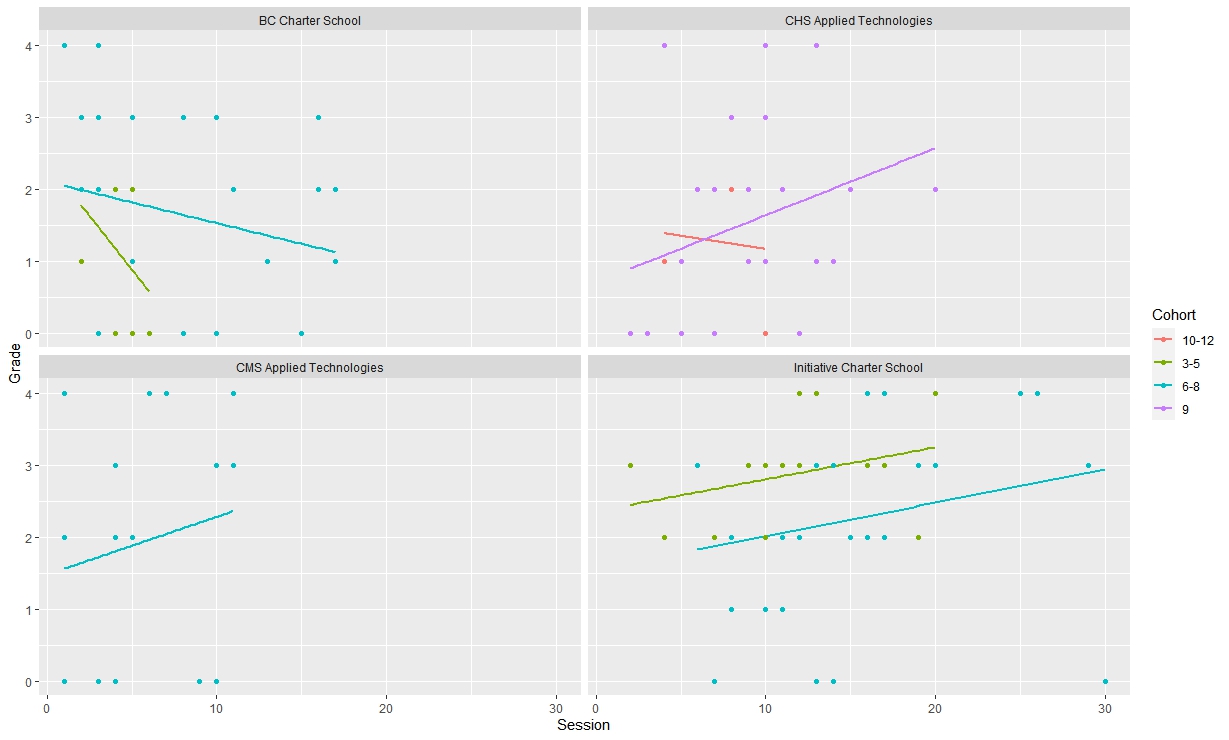 BC Charter School
CHS Applied Technologies
4
3
2
1
0
CMS Applied Technologies
Initiative Charter School
4
3
2
1
0
0 10 20 30
0 10 20 30
Session
Grade
Cohort
10-12
3-5
6-8
9